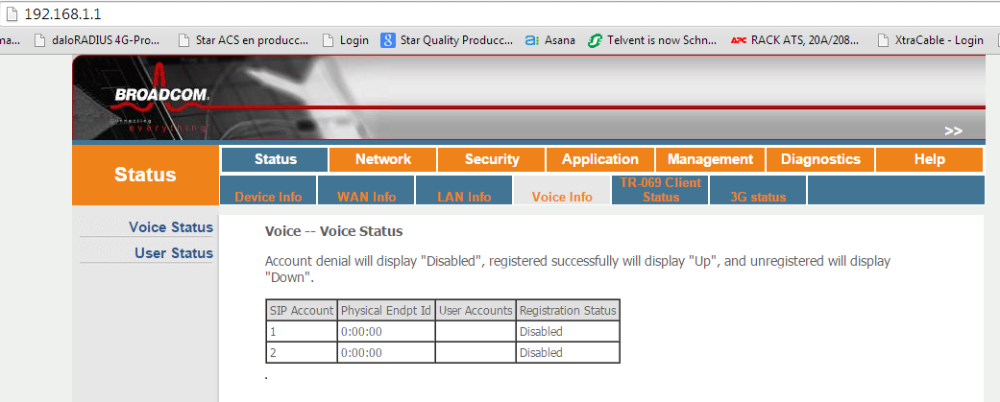 192.168.1.1
ma... daloRADIUS 4G-Pro... Star ACS en producc... Login Star Quality Producc... Asana Telvent is now Schn... APC RACK ATS, 20A/208... XtraCable - Login
BROADCOM.
connecting
everything
>>
Status
Status Network Security Application Management Diagnostics Help
Device Info WAN Info LAN Info Voice Info TR-069 Client Status 3G status
Voice Status
User Status
Voice -- Voice Status
Account denial will display "Disabled", registered successfully will display "Up", and unregistered will display
"Down".
SIP Account Physical Endpt Id User Accounts Registration Status
1 0:00:00 Disabled
2 0:00:00 Disabled
.